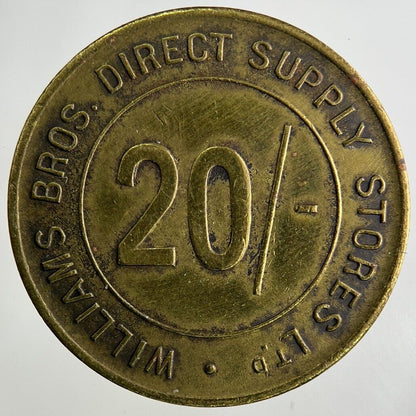 WILLIAMS BROS. DIRECT SUPPLY STORES LTD •
20/-